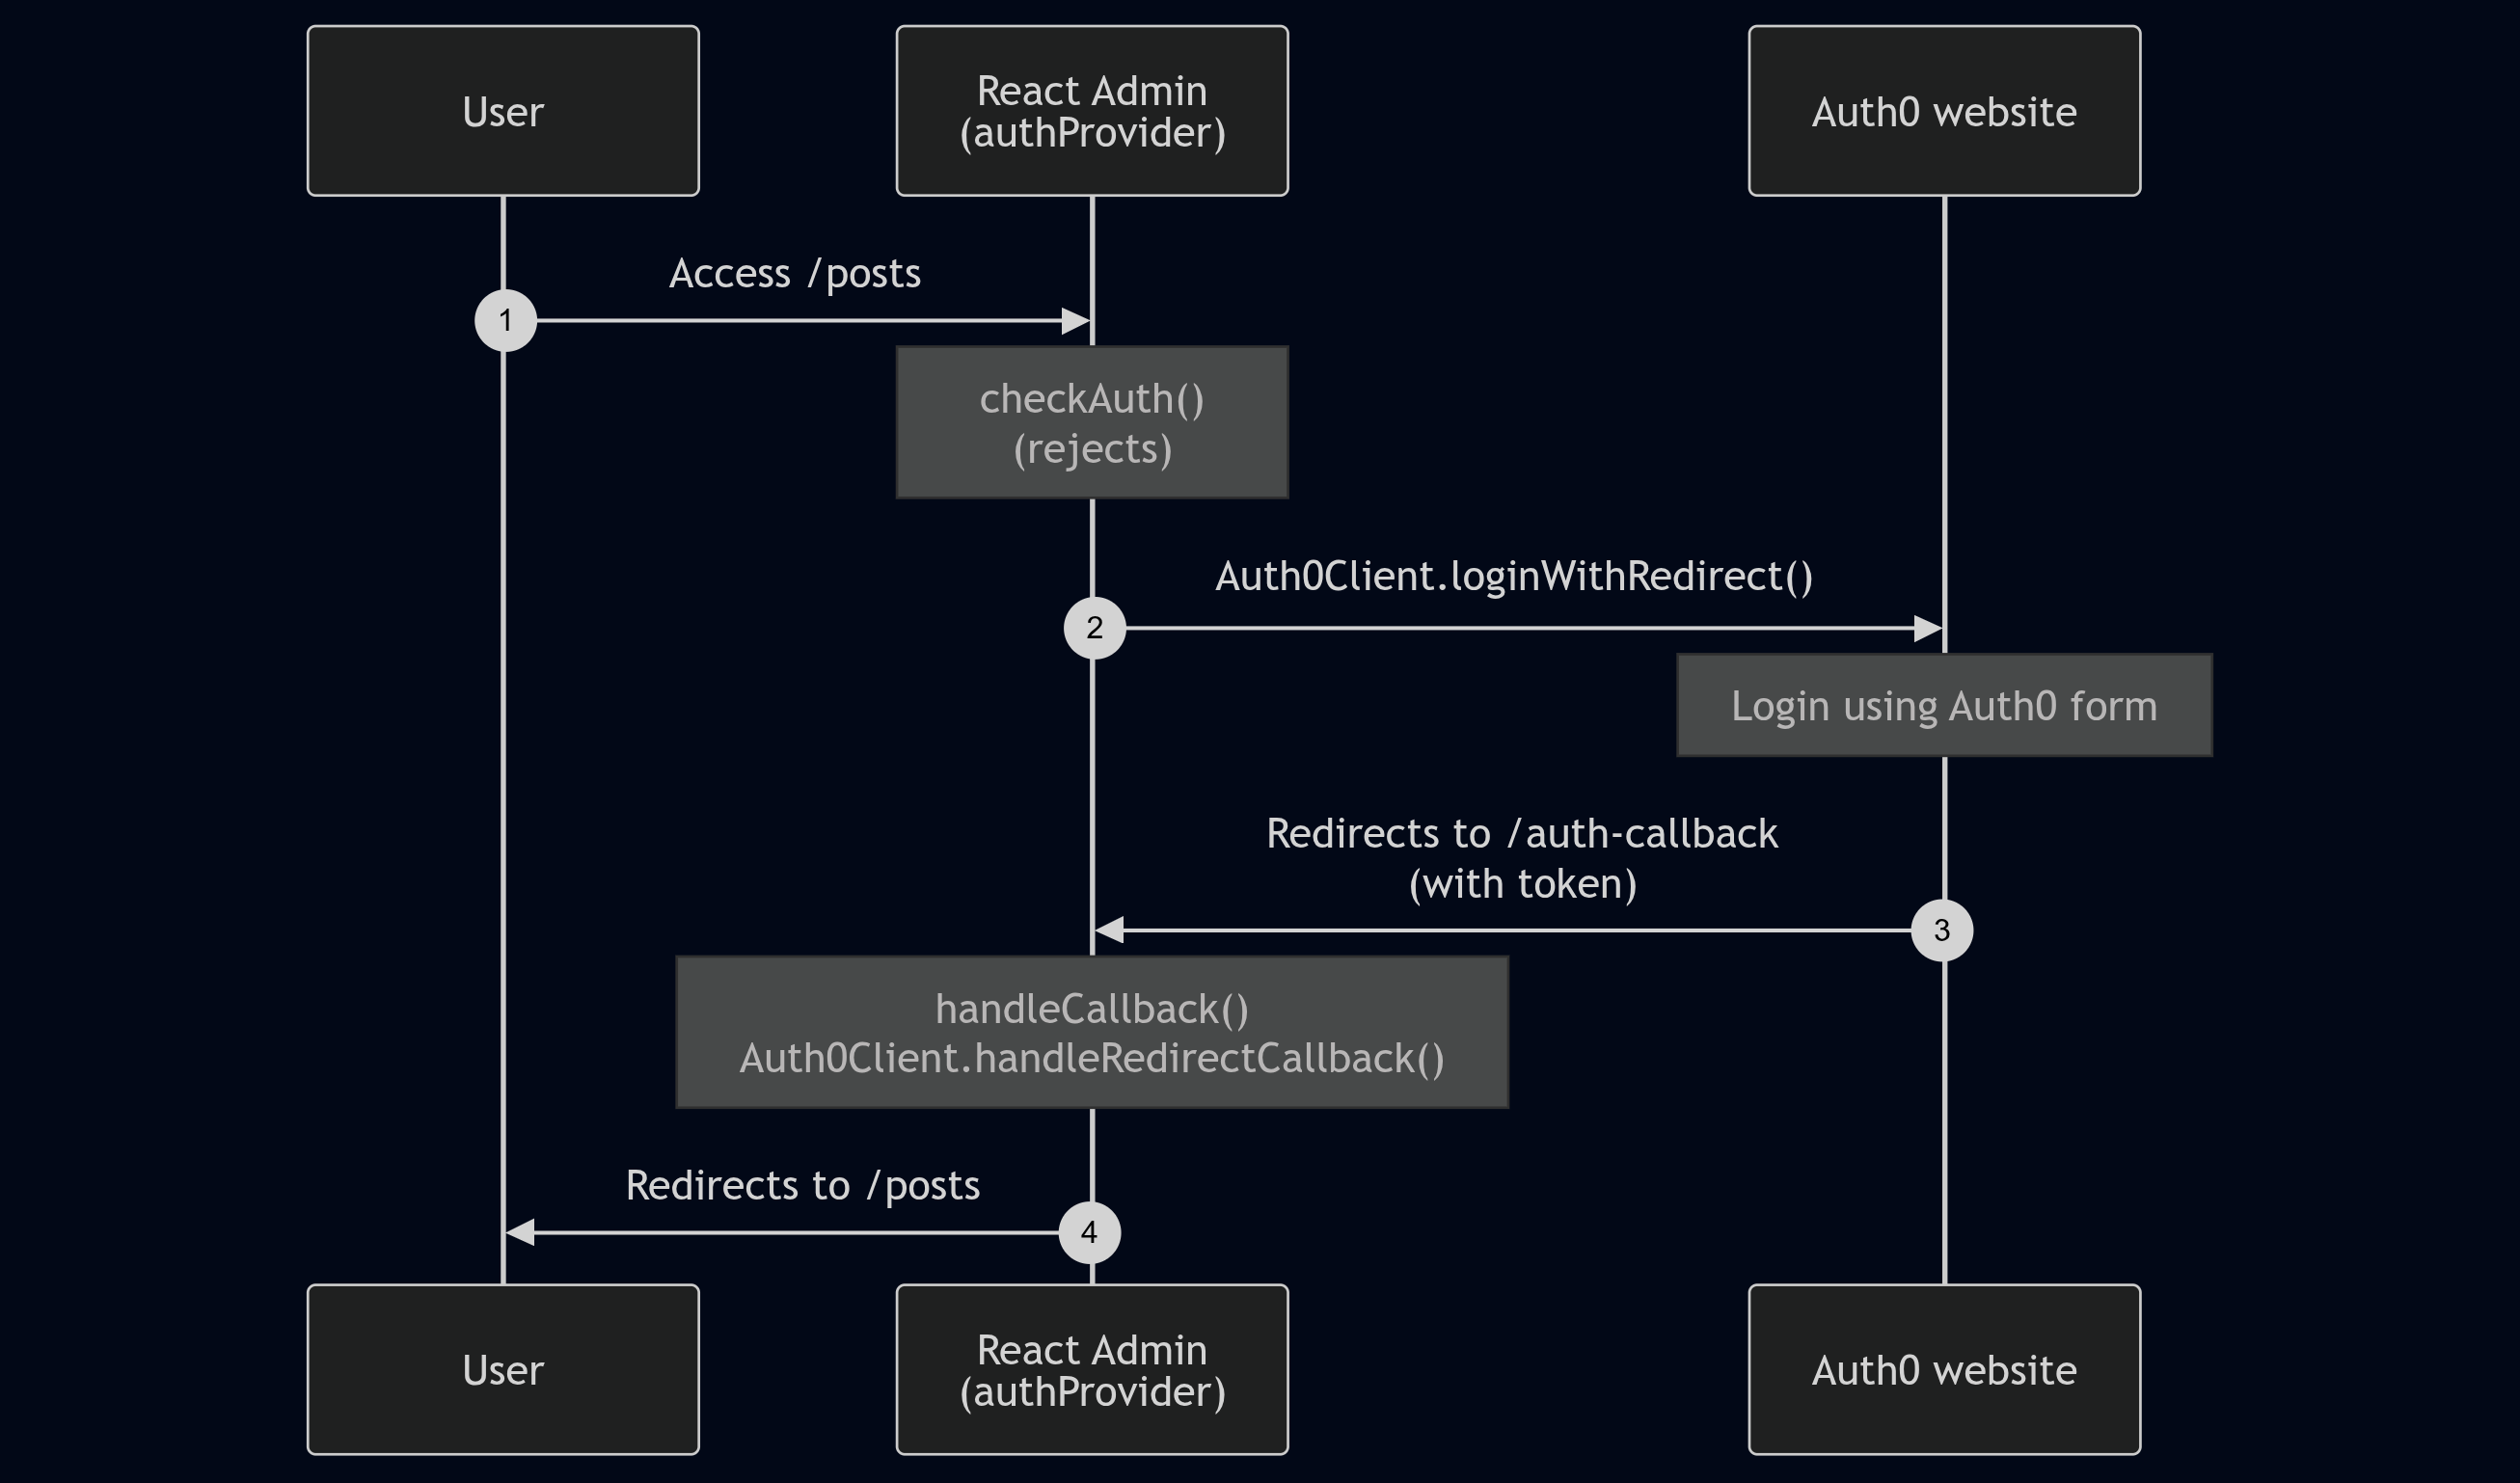 User
React Admin
(authProvider)
Auth0 website
Access /posts
1
checkAuth()
(rejects)
Auth0Client.loginWithRedirect()
2
Login using Auth0 form
Redirects to /auth-callback
(with token)
3
handleCallback()
Auth0Client.handleRedirectCallback()
Redirects to /posts
4
User
React Admin
(authProvider)
Auth0 website